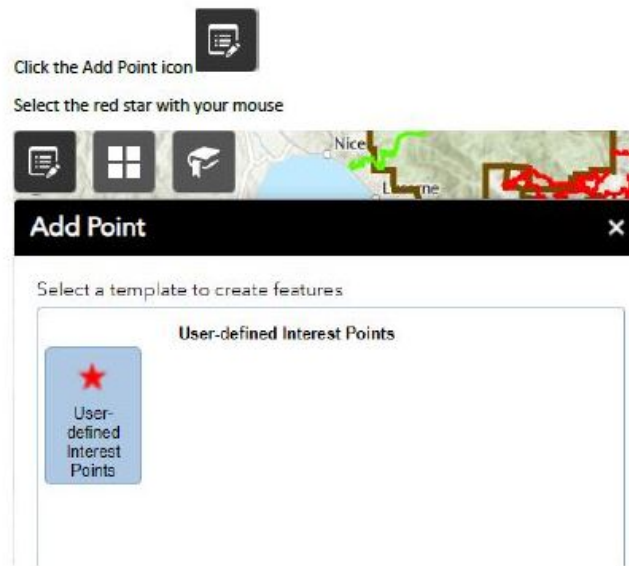 Click the Add Point icon
Select the red star with your mouse
Nice
Add Point
×
Select a template to create features
User-defined Interest Points
User-
defined
Interest
Points